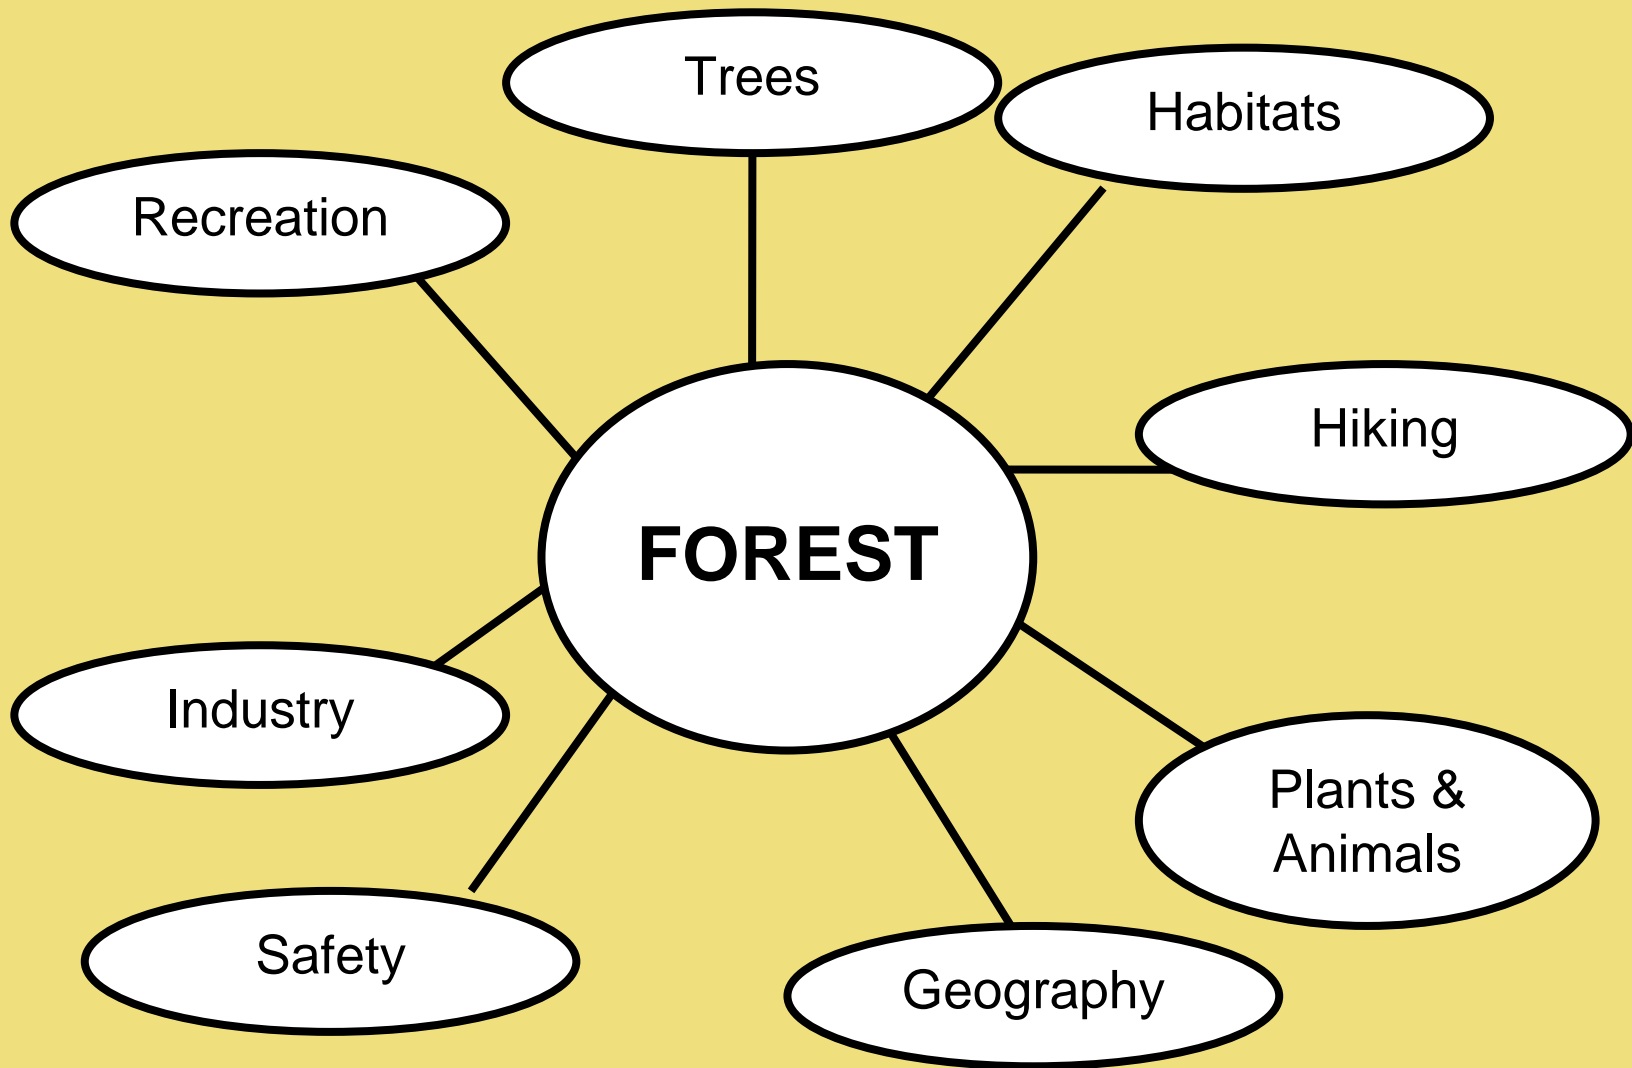 Trees
Habitats
Recreation
Hiking
FOREST
Industry
Plants &
Animals
Safety
Geography